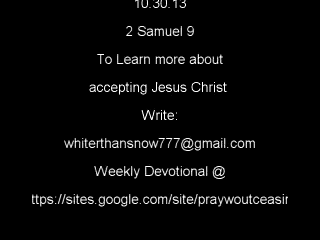 10.30.13
2 Samuel 9
To Learn more about
accepting Jesus Christ
Write:
whiterthansnow777@gmail.com
Weekly Devotional @
ttps://sites.google.com/site/praywoutceasin